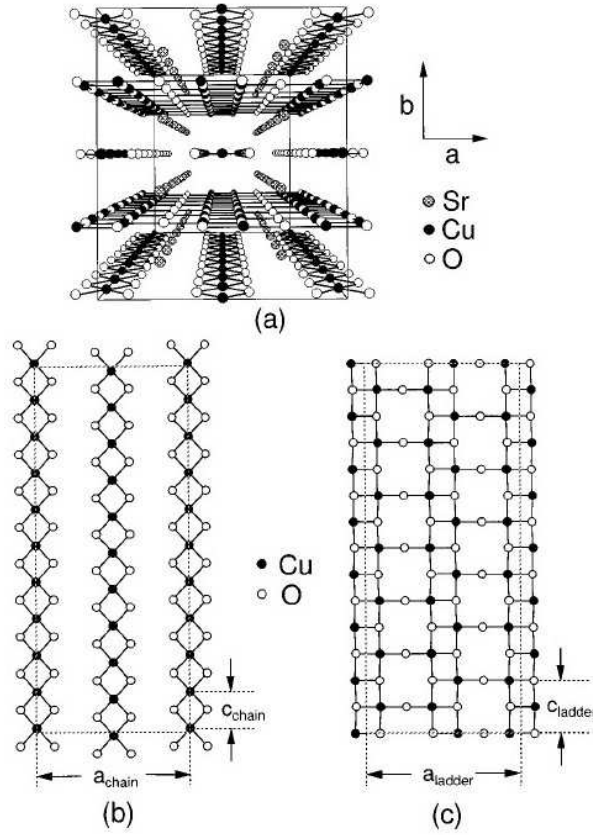 b
a
Sr
Cu
O
(a)
Cu
O
c_chain
a_chain
(b)
c_ladder
a_ladder
(c)